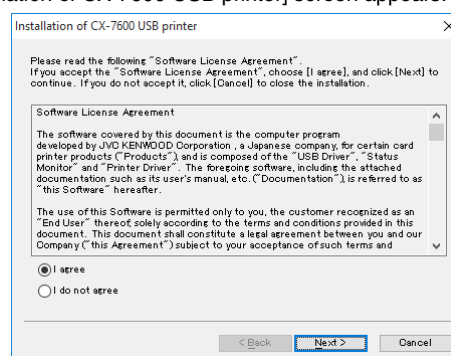 lation of CX-7600 USB printer] screen appears.
Installation of CX-7600 USB printer
Please read the following "Software License Agreement".
If you accept the "Software License Agreement", choose [I agree], and click [Next] to
continue. If you do not accept it, click [Cancel] to close the installation.
Software License Agreement
The software covered by this document is the computer program
developed by JVC KENWOOD Corporation , a Japanese company, for certain card
printer products ("Products"), and is composed of the "USB Driver", "Status
Monitor" and "Printer Driver". The foregoing software, including the attached
documentation such as its user's manual, etc. ("Documentation"), is referred to as
"this Software" hereafter.
The use of this Software is permitted only to you, the customer recognized as an
"End User" thereof, solely according to the terms and conditions provided in this
document. This document shall constitute a legal agreement between you and our
Company ("this Agreement") subject to your acceptance of such terms and
I agree
I do not agree
< Back Next > Cancel